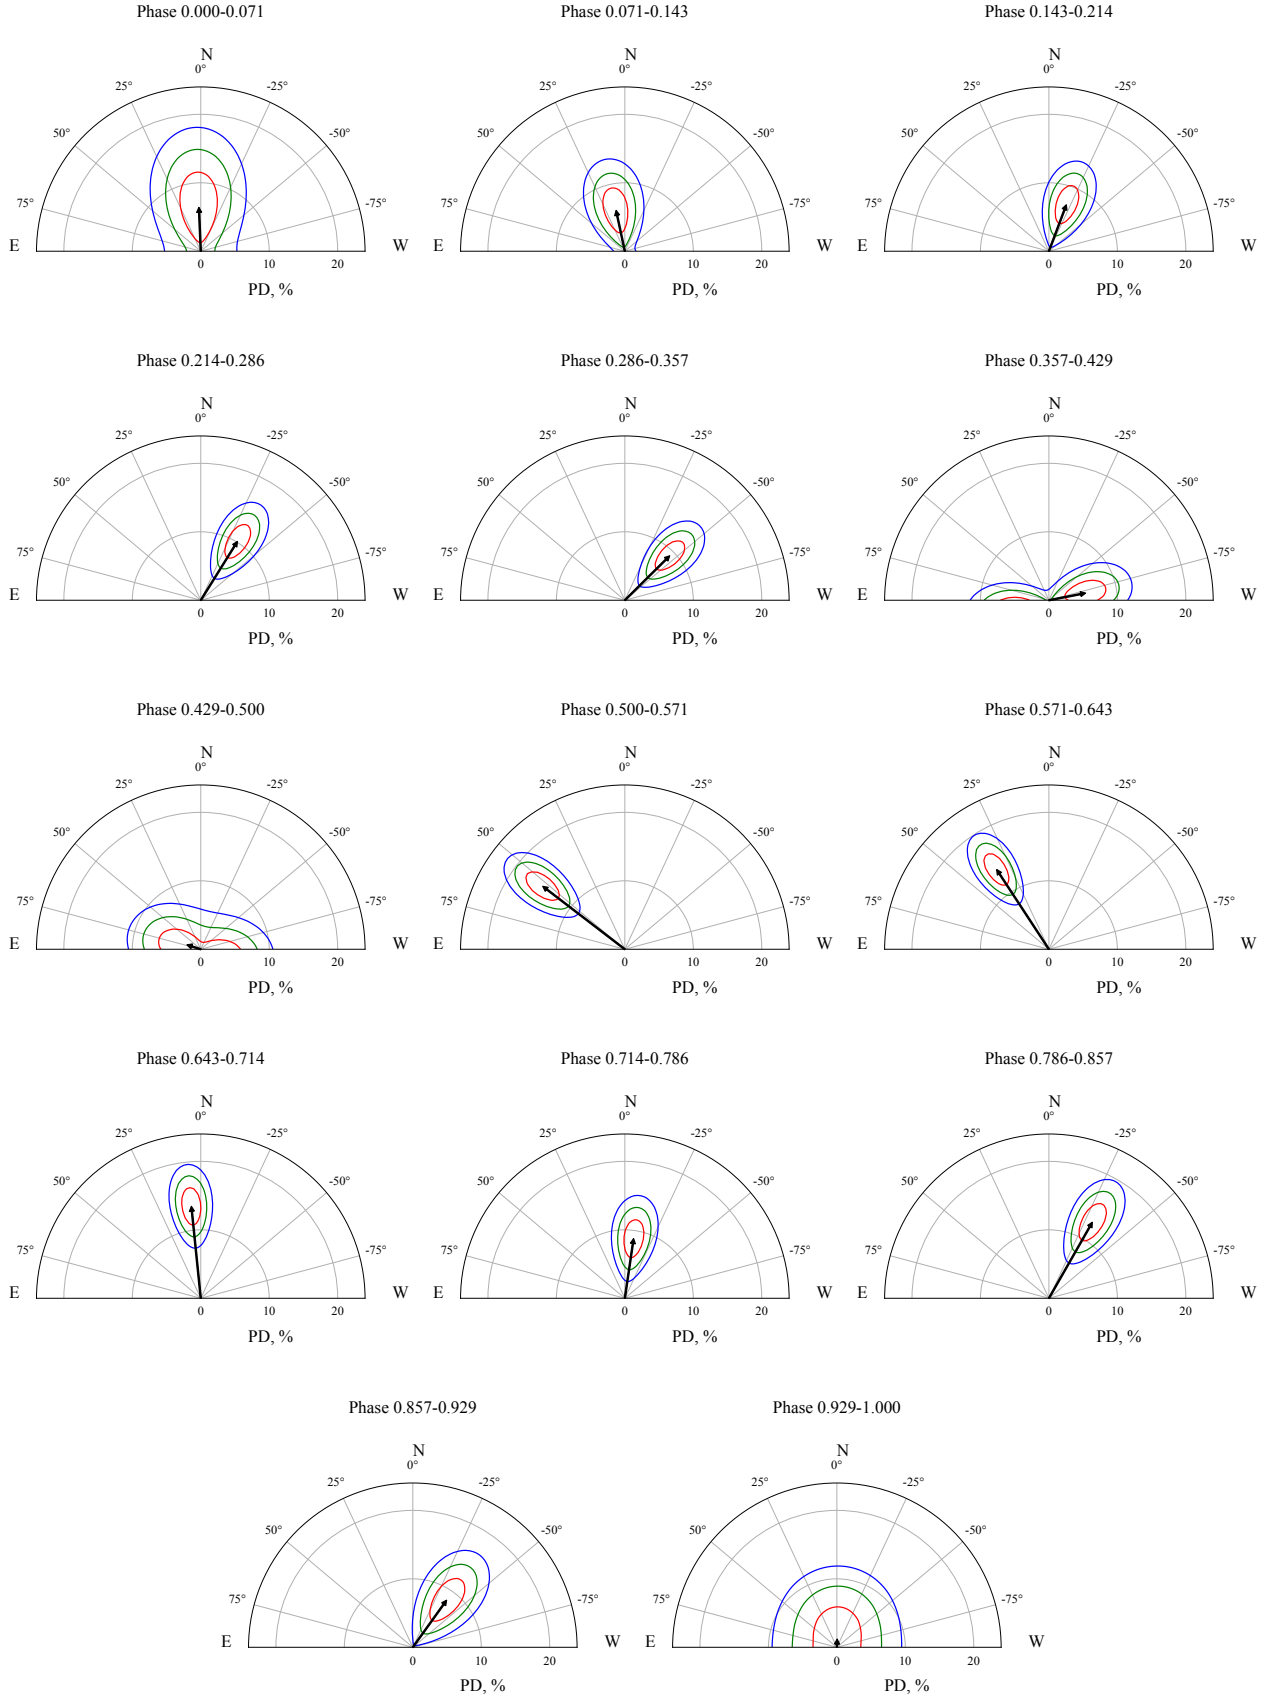 Phase 0.000-0.071
Phase 0.071-0.143
Phase 0.143-0.214
N
N
N
0°
0°
0°
25°
-25°
25°
-25°
25°
-25°
50°
-50°
50°
-50°
50°
-50°
75°
-75°
75°
-75°
75°
-75°
E
W
E
W
E
W
0
10
20
0
10
20
0
10
20
PD, %
PD, %
PD, %
Phase 0.214-0.286
Phase 0.286-0.357
Phase 0.357-0.429
N
N
N
0°
0°
0°
25°
-25°
25°
-25°
25°
-25°
50°
-50°
50°
-50°
50°
-50°
75°
-75°
75°
-75°
75°
-75°
E
W
E
W
E
W
0
10
20
0
10
20
0
10
20
PD, %
PD, %
PD, %
Phase 0.429-0.500
Phase 0.500-0.571
Phase 0.571-0.643
N
N
N
0°
0°
0°
25°
-25°
25°
-25°
25°
-25°
50°
-50°
50°
-50°
50°
-50°
75°
-75°
75°
-75°
75°
-75°
E
W
E
W
E
W
0
10
20
0
10
20
0
10
20
PD, %
PD, %
PD, %
Phase 0.643-0.714
Phase 0.714-0.786
Phase 0.786-0.857
N
N
N
0°
0°
0°
25°
-25°
25°
-25°
25°
-25°
50°
-50°
50°
-50°
50°
-50°
75°
-75°
75°
-75°
75°
-75°
E
W
E
W
E
W
0
10
20
0
10
20
0
10
20
PD, %
PD, %
PD, %
Phase 0.857-0.929
Phase 0.929-1.000
N
N
0°
0°
25°
-25°
25°
-25°
50°
-50°
50°
-50°
75°
-75°
75°
-75°
E
W
E
W
0
10
20
0
10
20
PD, %
PD, %